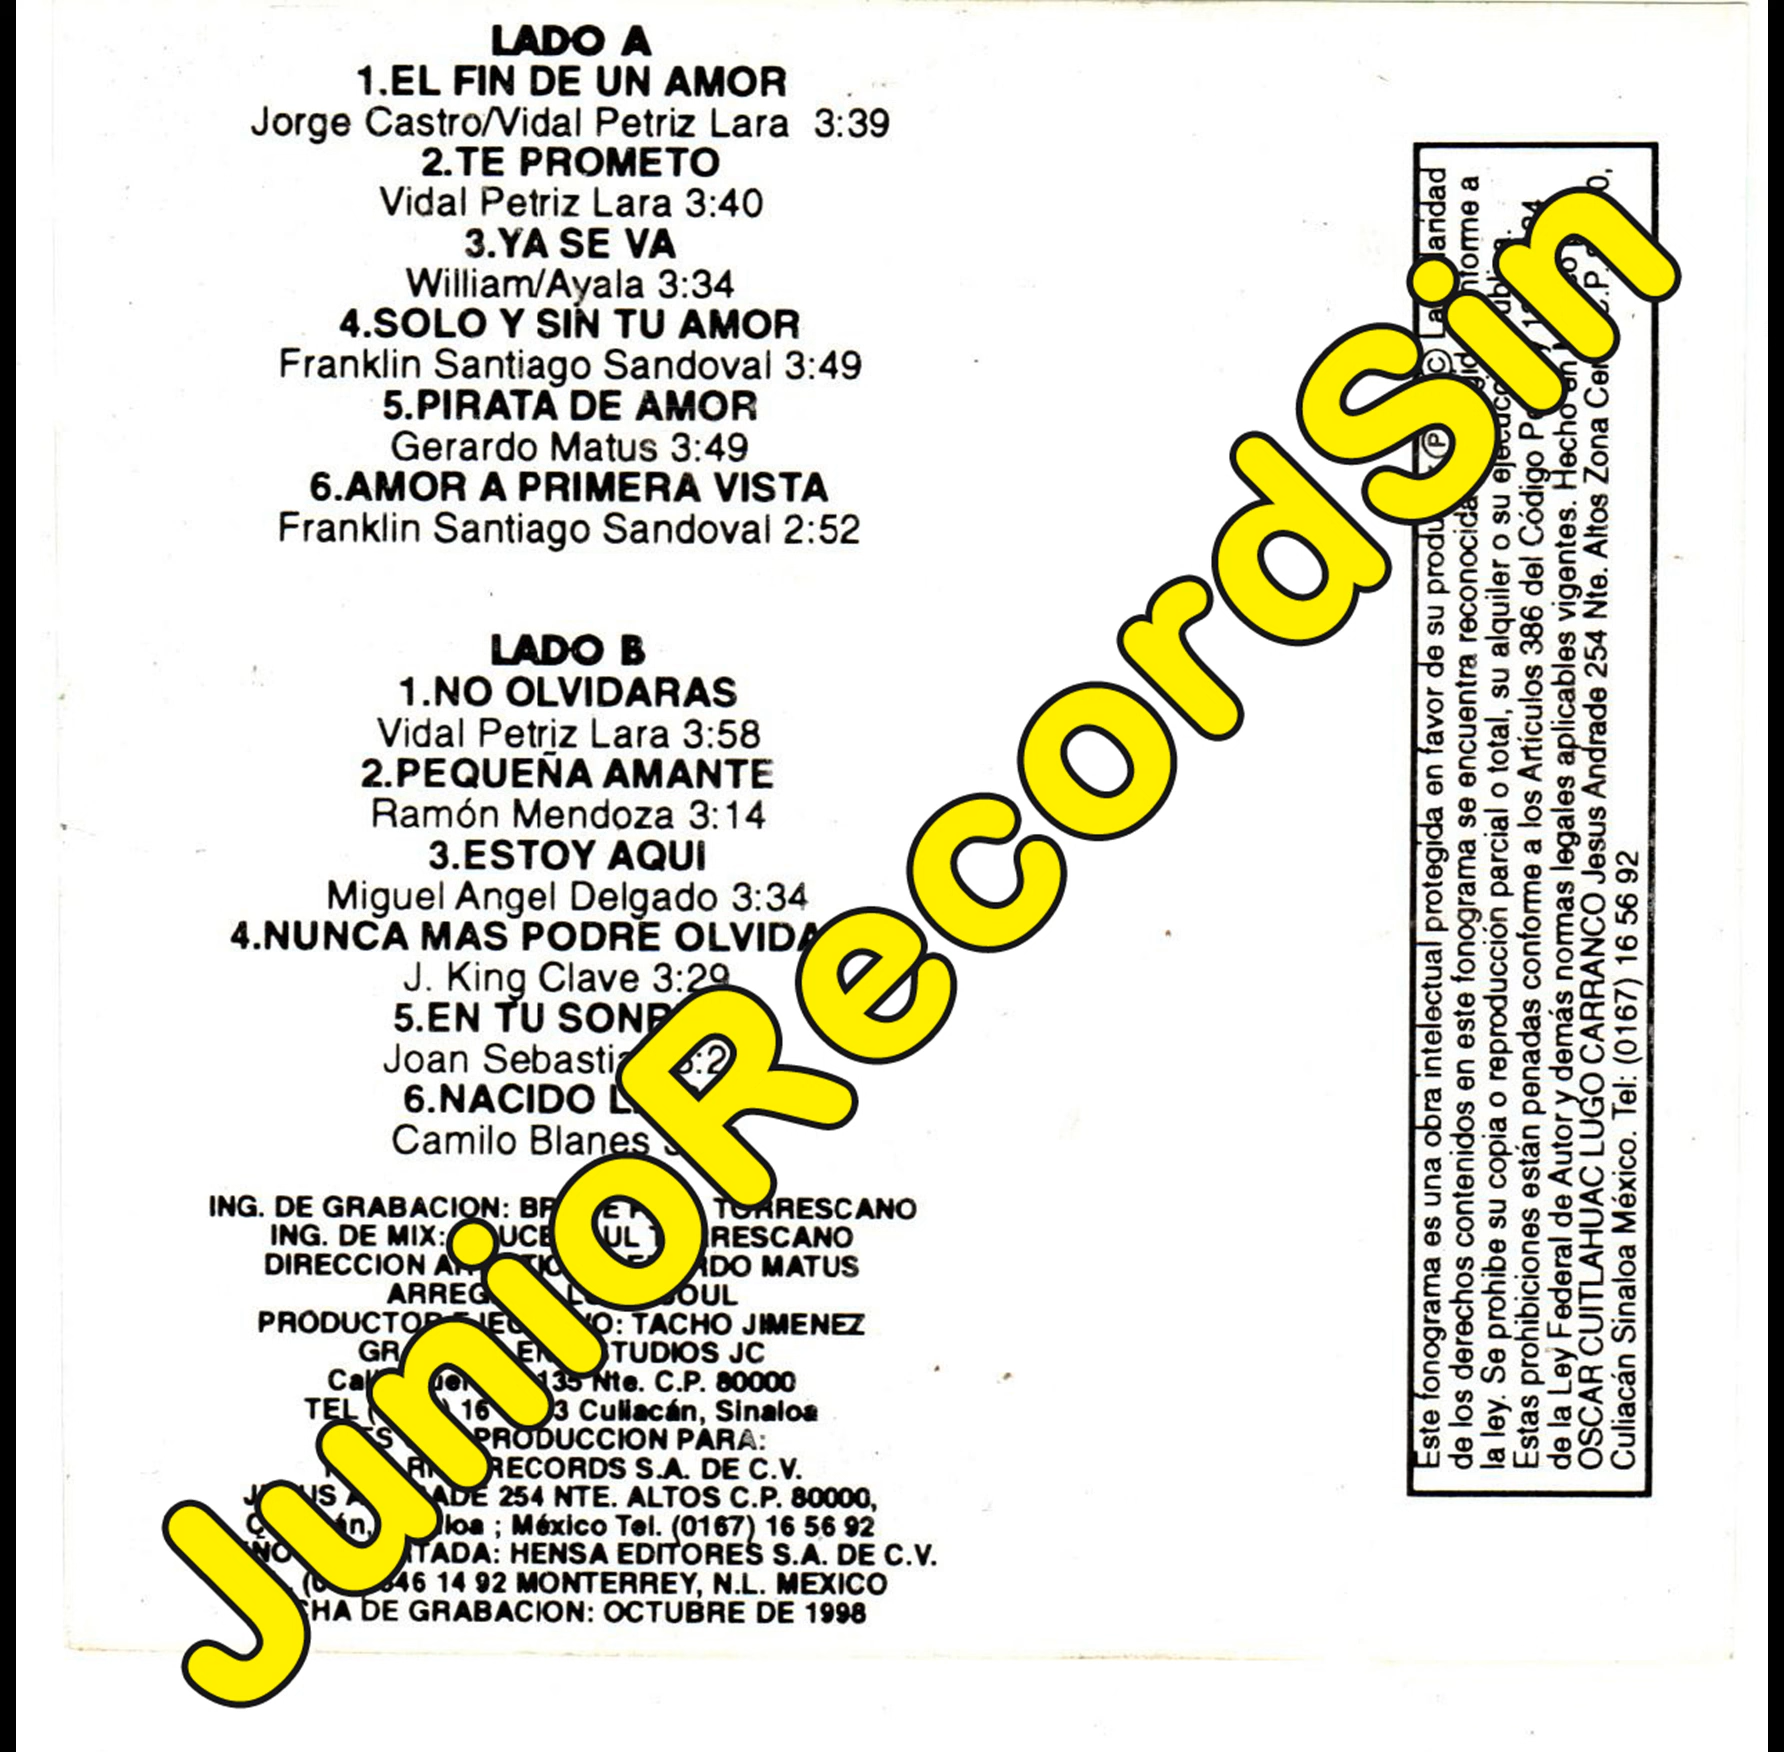 LADO A
1.EL FIN DE UN AMOR
Jorge Castro/Vidal Petriz Lara 3:39
2.TE PROMETO
Vidal Petriz Lara 3:40
3.YA SE VA
William/Ayala 3:34
4.SOLO Y SIN TU AMOR
Franklin Santiago Sandoval 3:49
5.PIRATA DE AMOR
Gerardo Matus 3:49
6.AMOR A PRIMERA VISTA
Franklin Santiago Sandoval 2:52
LADO B
1.NO OLVIDARAS
Vidal Petriz Lara 3:58
2.PEQUEÑA AMANTE
Ramón Mendoza 3:14
3.ESTOY AQUI
Miguel Angel Delgado 3:34
4.NUNCA MAS PODRE
J. King Clave 3:29
5.EN TU
Joan
6.NACIDO
Camilo Blanes
ING. DE GRABACION: TORRESCANO
ING. DE MIX:
DIRECCION MATUS
PRODUCTOR TACHO JIMENEZ
JC
Nte. C.P. 80000
TEL 16 Culiacán, Sinaloa
PRODUCCION PARA:
RECORDS S.A. DE C.V.
254 NTE. ALTOS C.P. 80000,
; México Tel. (0167) 16 56 92
HENSA EDITORES S.A. DE C.V.
14 92 MONTERREY, N.L. MEXICO
DE GRABACION: OCTUBRE DE 1998
Este fonograma es una obra intelectual protegida en favor de su Ⓟ
de los derechos contenidos en este fonograma se encuentra a
la ley. Se prohibe su copia o reproducción parcial o total, su alquiler o su
Estas prohibiciones están penadas conforme a los Artículos 386 del Código
de la Ley Federal de Autor y demás normas legales aplicables vigentes. Hecho en
OSCAR CUITLAHUAC LUGO CARRANCO Jesus Andrade 254 Nte. Altos Zona
Culiacán Sinaloa México. Tel: (0167) 16 56 92
JunioRecordSin